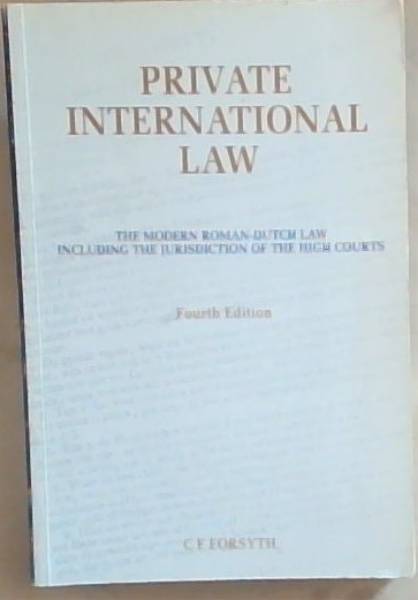 PRIVATE
INTERNATIONAL
LAW
THE MODERN ROMAN-DUTCH LAW
INCLUDING THE JURISDICTION OF THE HIGH COURTS
Fourth Edition
C F FORSYTH